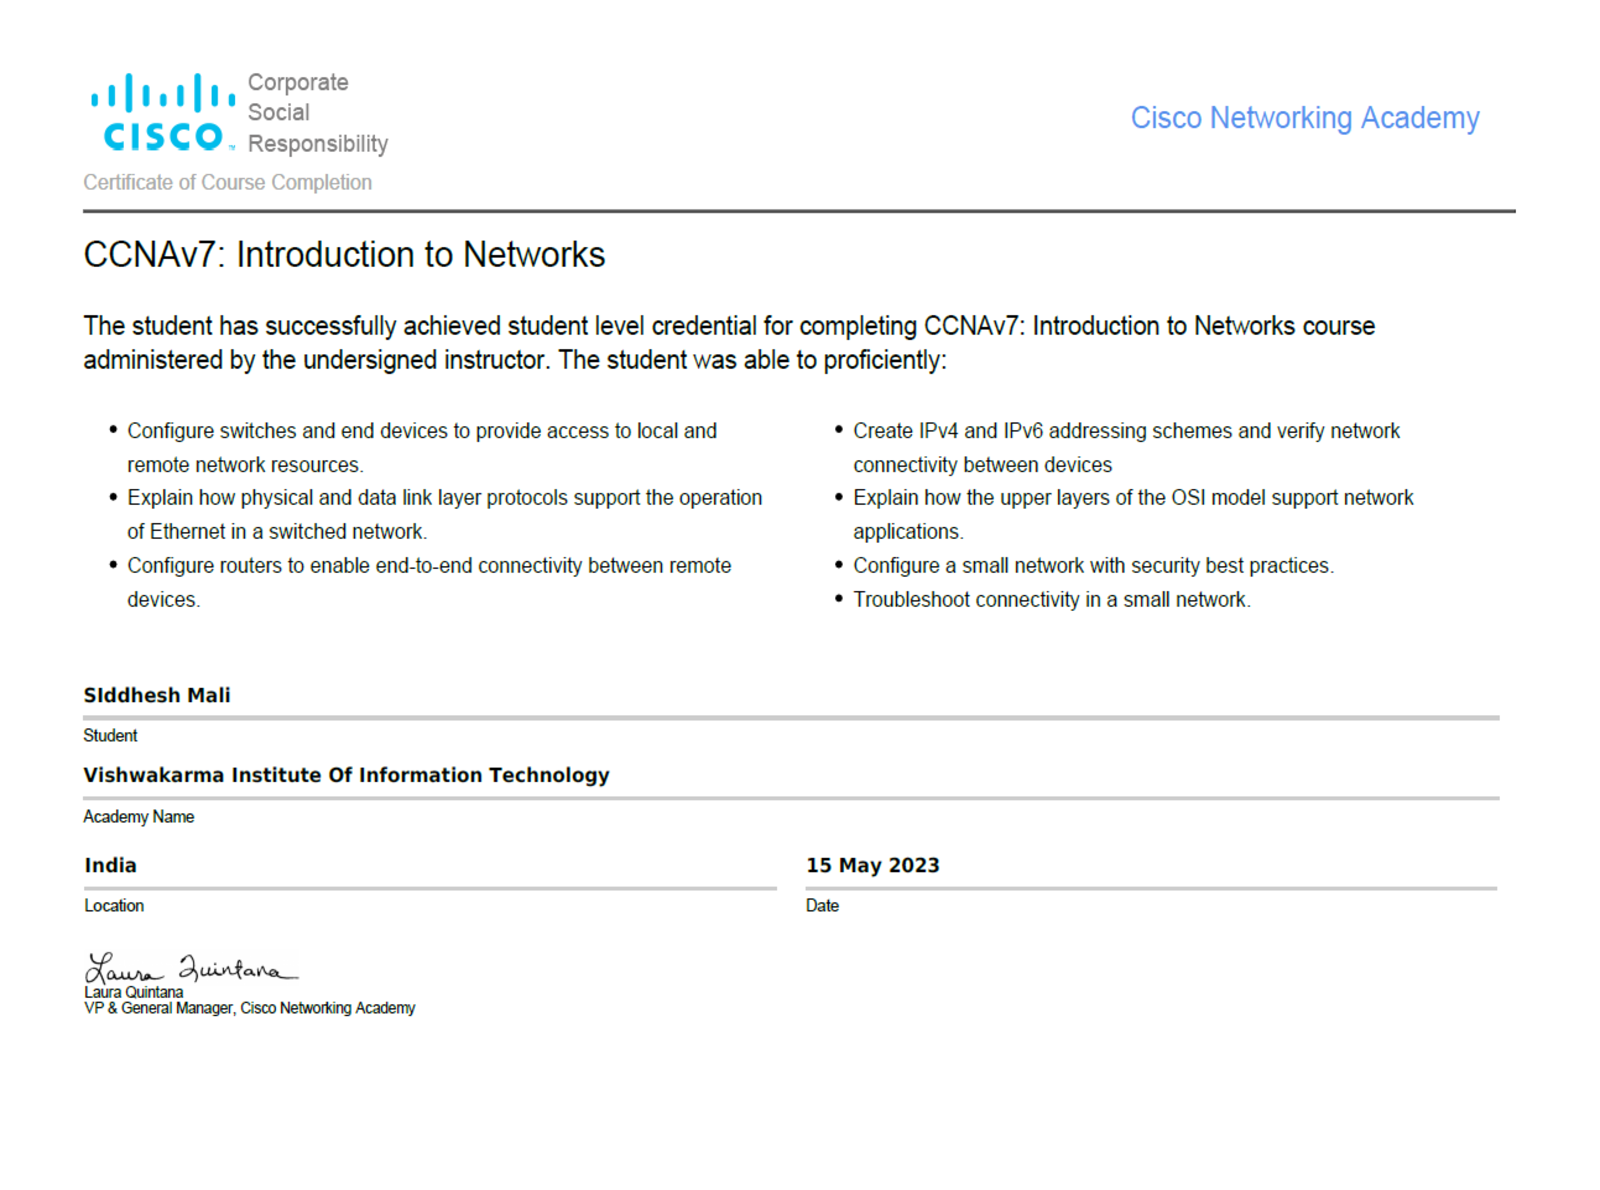 Corporate
Social
Responsibility
CISCO™
Cisco Networking Academy
Certificate of Course Completion
CCNAv7: Introduction to Networks
The student has successfully achieved student level credential for completing CCNAv7: Introduction to Networks course
administered by the undersigned instructor. The student was able to proficiently:
• Configure switches and end devices to provide access to local and
remote network resources.
• Explain how physical and data link layer protocols support the operation
of Ethernet in a switched network.
• Configure routers to enable end-to-end connectivity between remote
devices.
• Create IPv4 and IPv6 addressing schemes and verify network
connectivity between devices
• Explain how the upper layers of the OSI model support network
applications.
• Configure a small network with security best practices.
• Troubleshoot connectivity in a small network.
SIddhesh Mali
Student
Vishwakarma Institute Of Information Technology
Academy Name
India
Location
15 May 2023
Date
Laura Quintana
Laura Quintana
VP & General Manager, Cisco Networking Academy